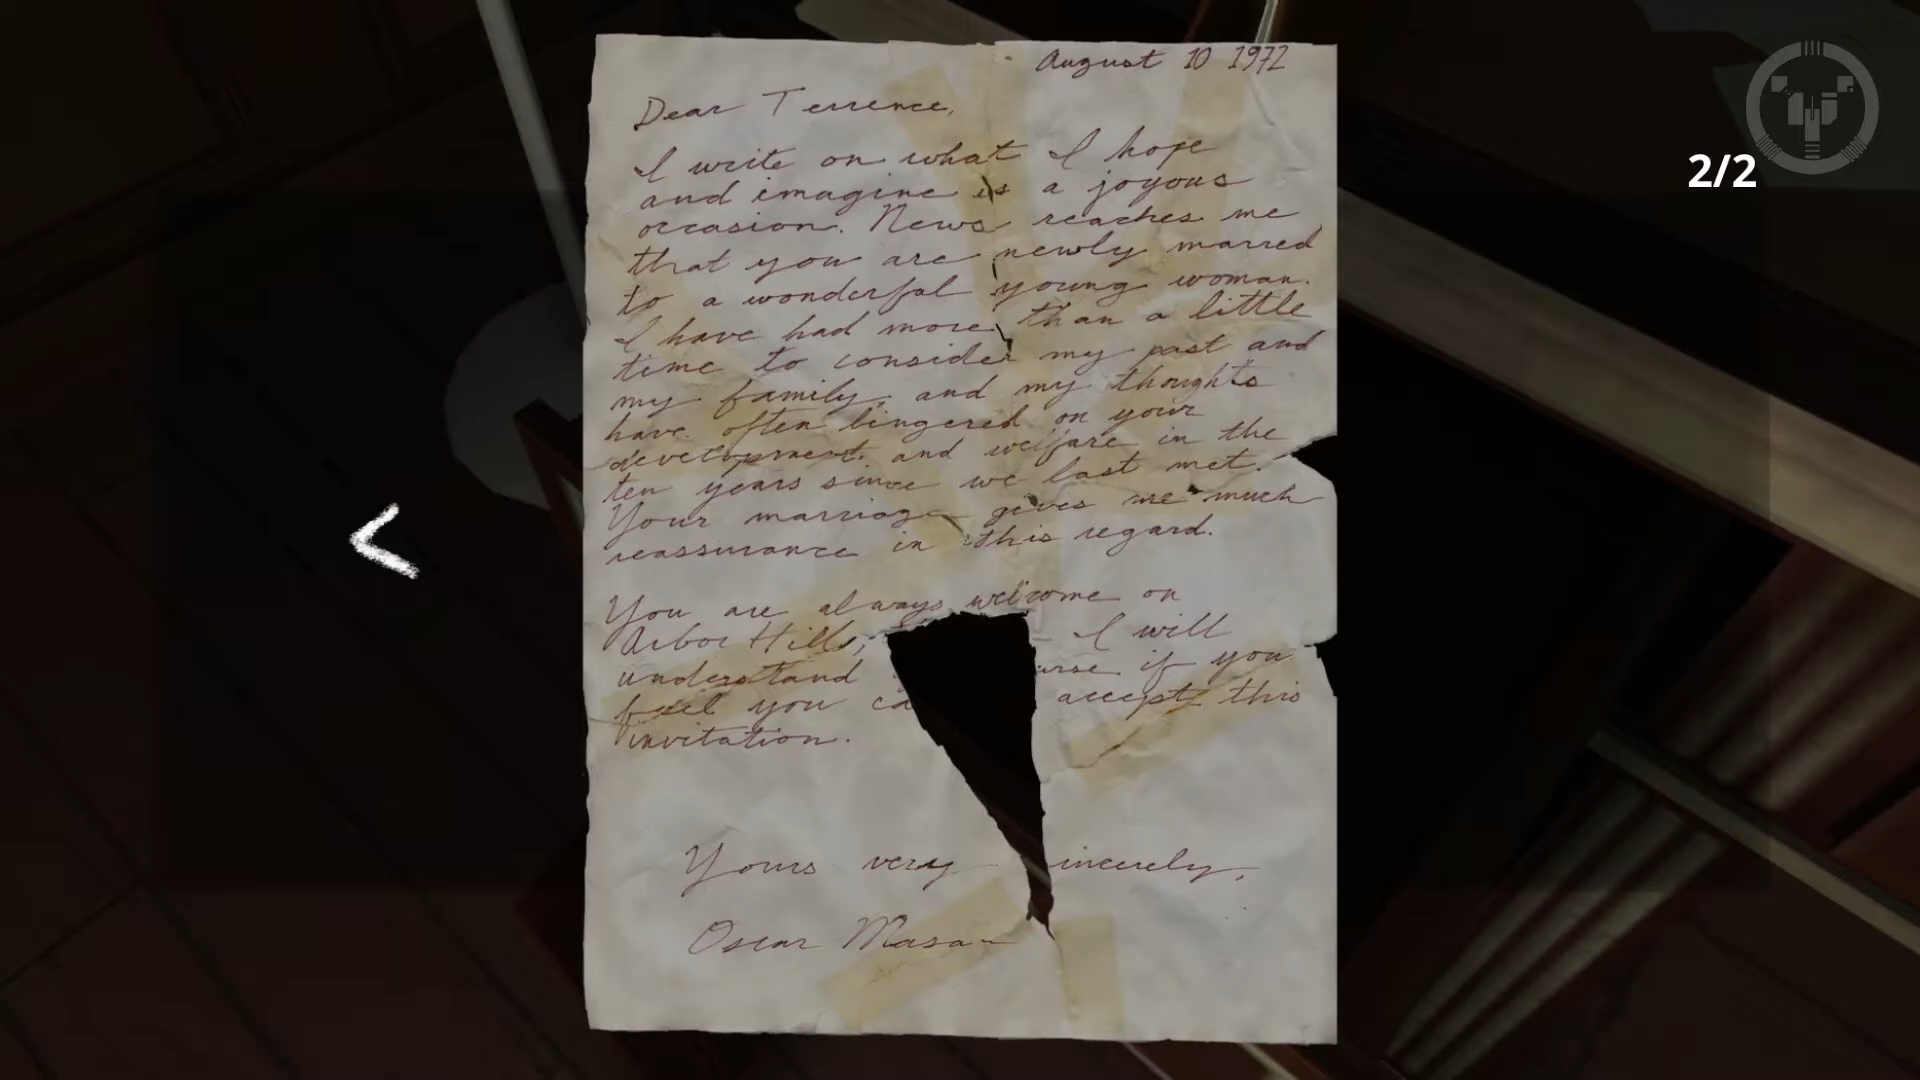 2/2
August 10 1972
Dear Terrence,
I write on what I hope
and imagine is a joyous
occasion. News reaches me
that you are newly marred
to a wonderful young woman.
I have had more than a little
time to consider my past and
my family, and my thoughts
have often lingered on your
development and welfare in the
ten years since we last met.
Your marriage gives me much
reassurance in this regard.
You are always welcome on
Arbor Hills, I will
understand urse if you
feel you ca accept this
invitation.
Yours very incerely,
Oscar Masan